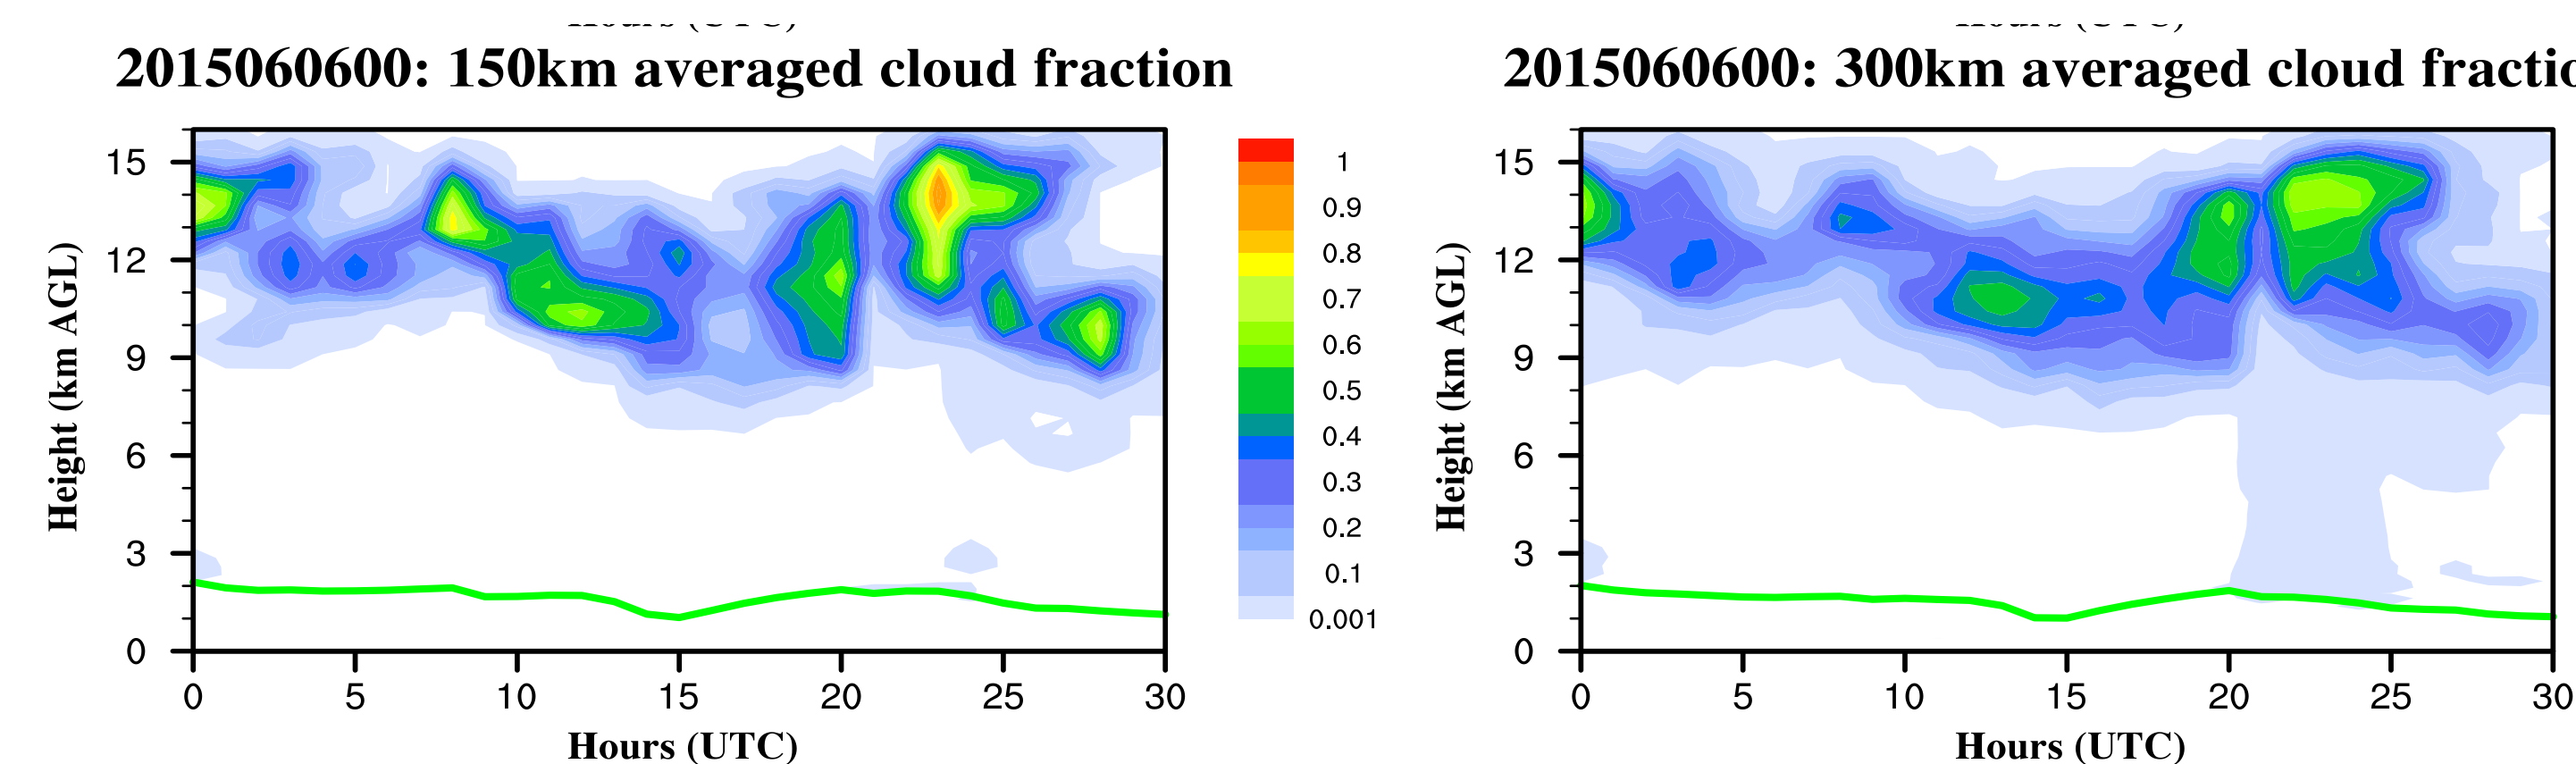 2015060600: 150km averaged cloud fraction
15
12
9
6
3
0
Height (km AGL)
0 5 10 15 20 25 30
Hours (UTC)
1
0.9
0.8
0.7
0.6
0.5
0.4
0.3
0.2
0.1
0.001
2015060600: 300km averaged cloud
15
12
9
6
3
0
Height (km AGL)
0 5 10 15 20 25 30
Hours (UTC)